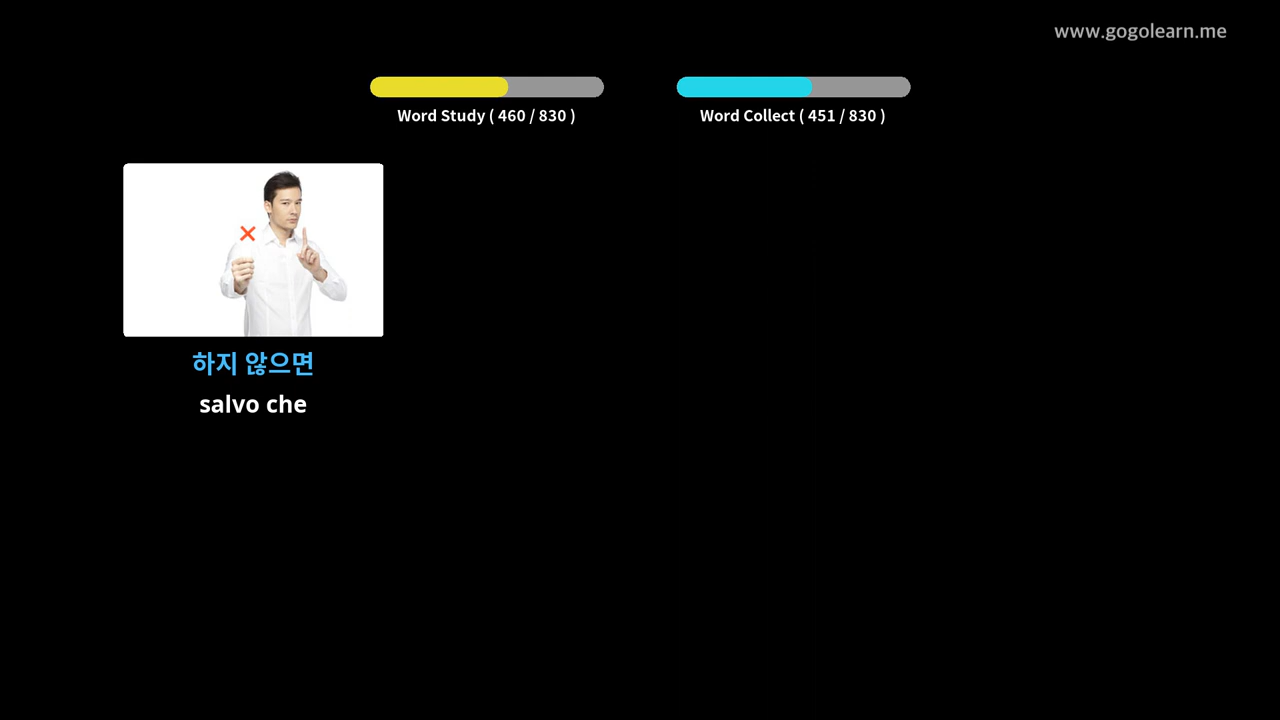 www.gogolearn.me
Word Study ( 460 / 830 )
Word Collect ( 451 / 830 )
하지 않으면
salvo che